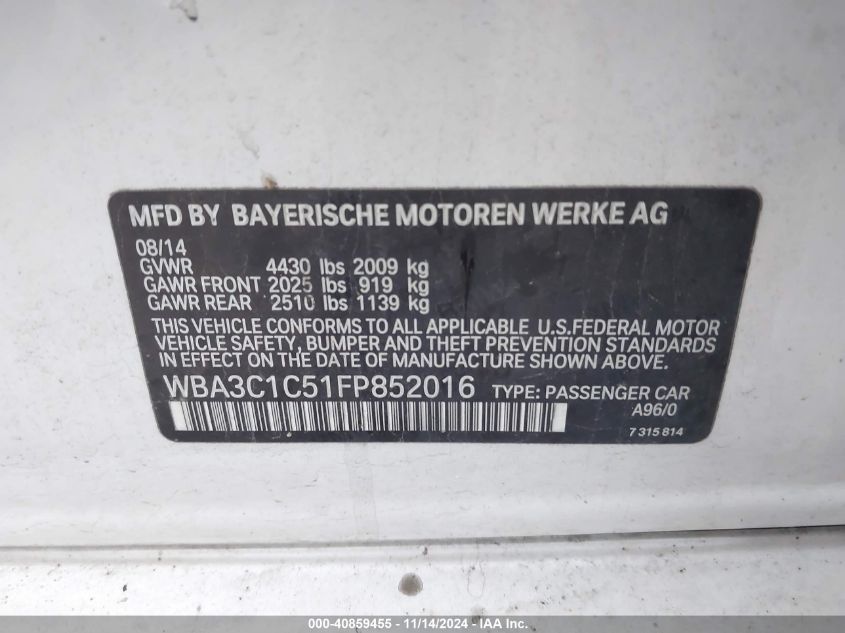 MFD BY BAYERISCHE MOTOREN WERKE AG
08/14
GVWR 4430 lbs 2009 kg
GAWR FRONT 2025 lbs 919 kg
GAWR REAR 2510 lbs 1139 kg
THIS VEHICLE CONFORMS TO ALL APPLICABLE U.S.FEDERAL MOTOR
VEHICLE SAFETY, BUMPER AND THEFT PREVENTION STANDARDS
IN EFFECT ON THE DATE OF MANUFACTURE SHOWN ABOVE.
WBA3C1C51FP852016 TYPE: PASSENGER CAR
A96/0
7 315 814
000-40859455 - 11/14/2024 - IAAI.COM